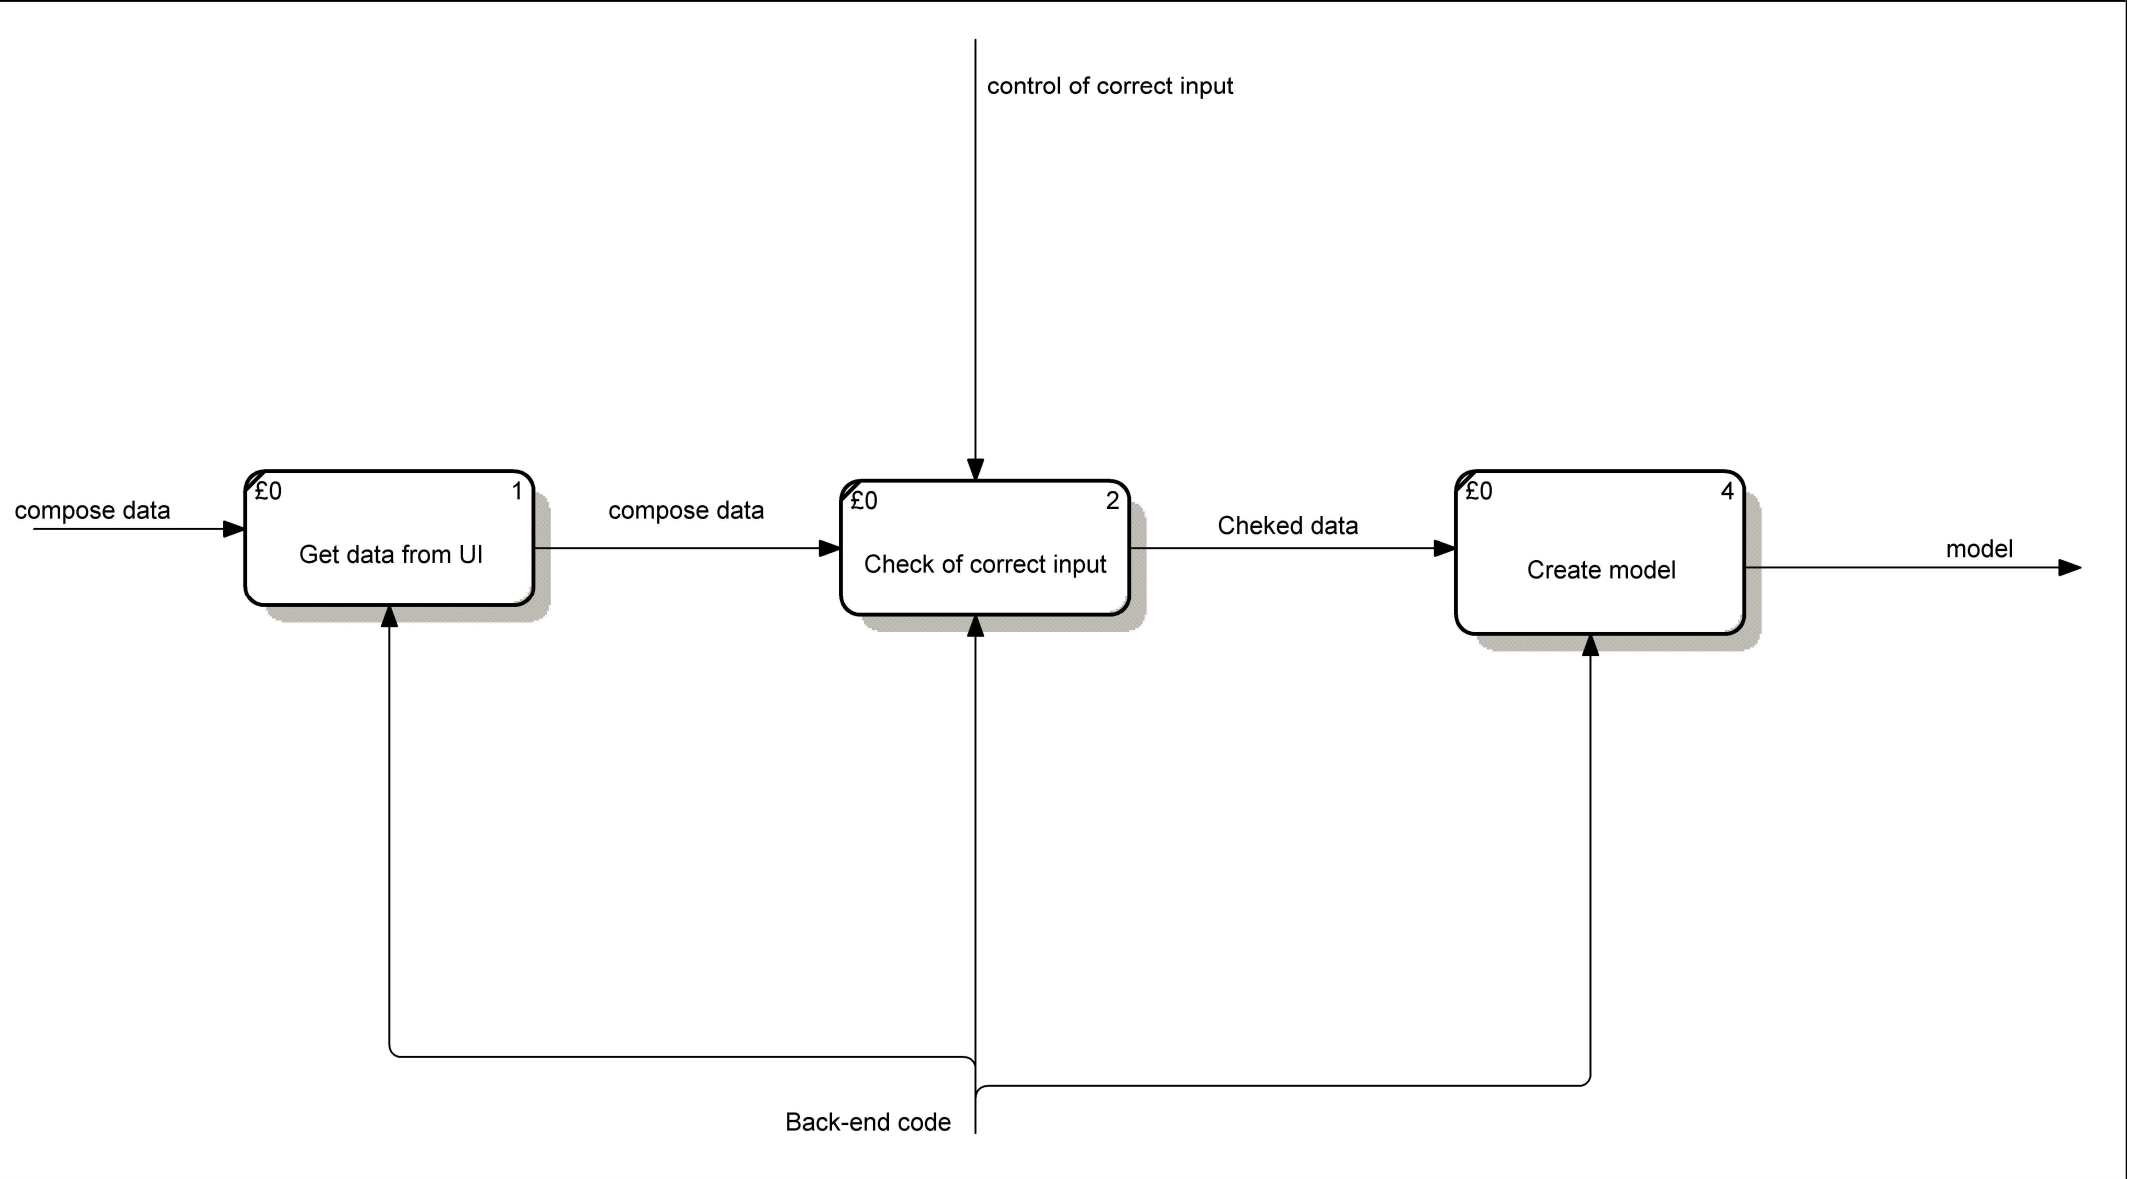 control of correct input
compose data
£0
1
Get data from UI
compose data
£0
2
Check of correct input
Cheked data
£0
4
Create model
model
Back-end code